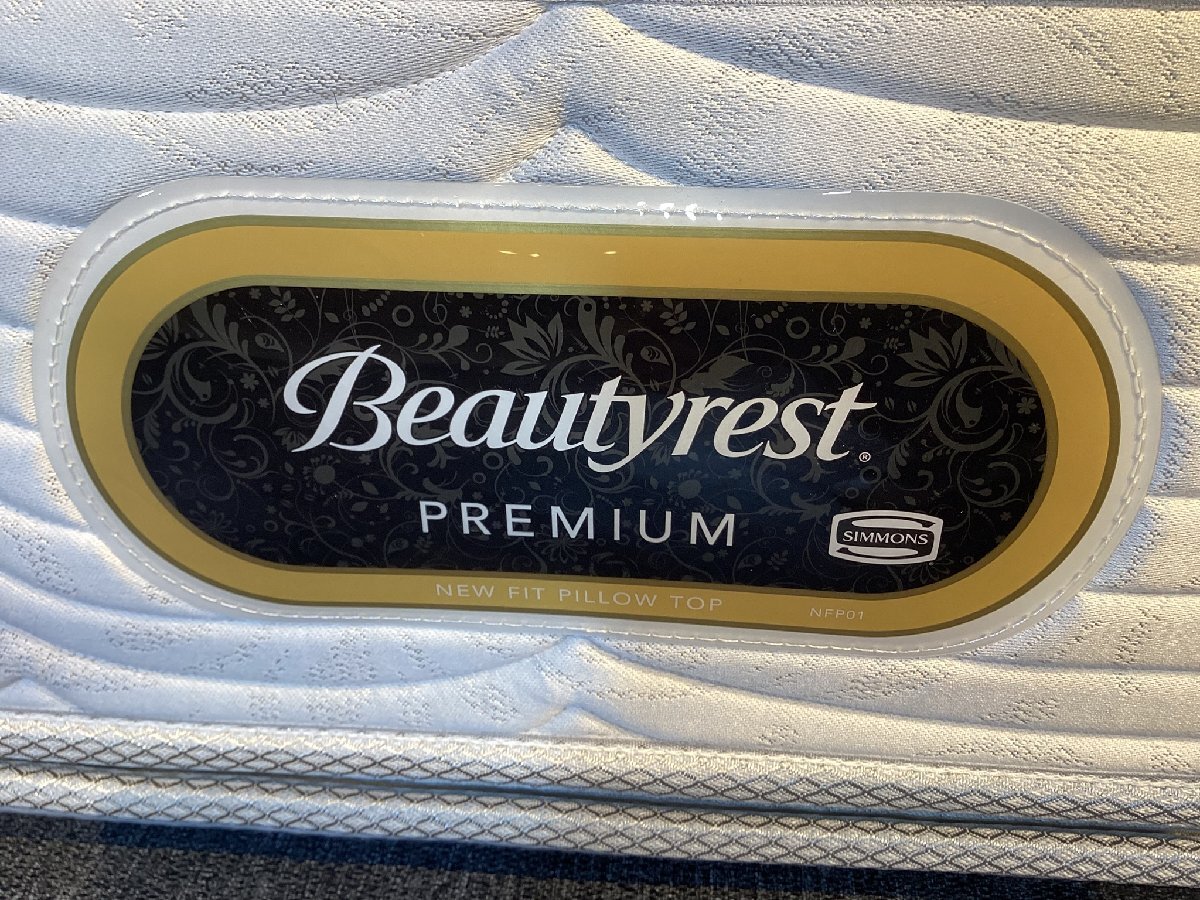 Beautyrest®
PREMIUM
SIMMONS
NEW FIT PILLOW TOP
NFP01